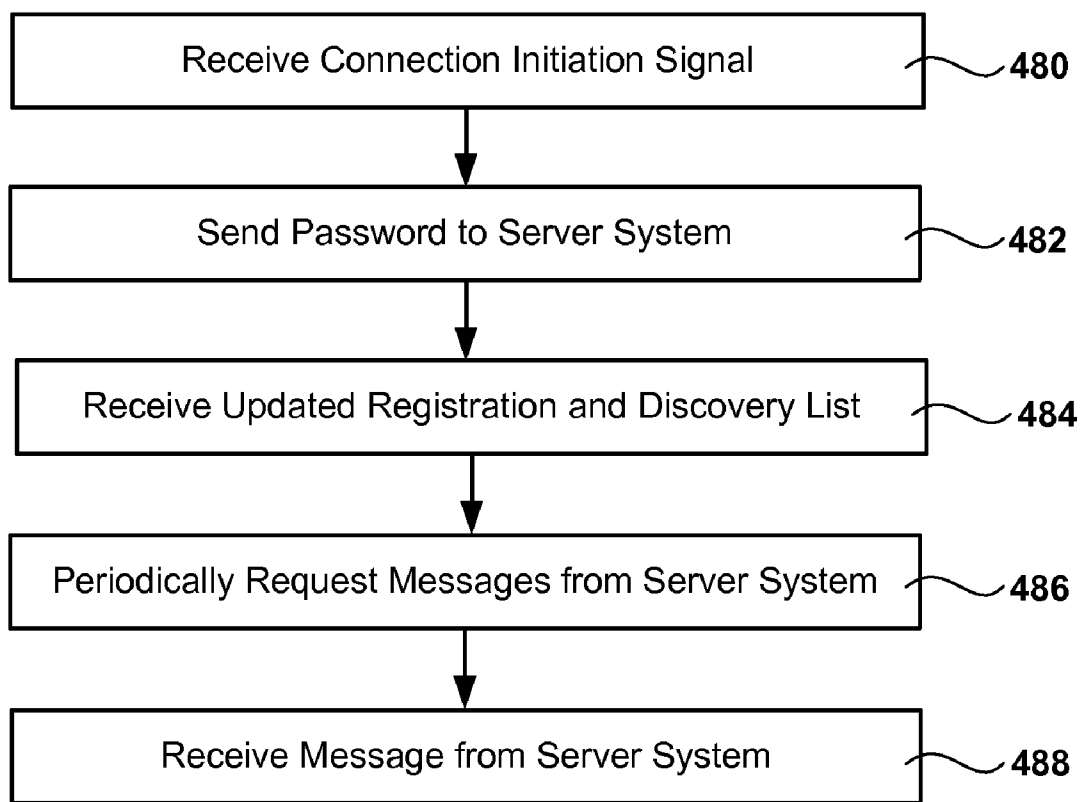 Receive Connection Initiation Signal 480
Send Password to Server System 482
Receive Updated Registration and Discovery List 484
Periodically Request Messages from Server System 486
Receive Message from Server System 488